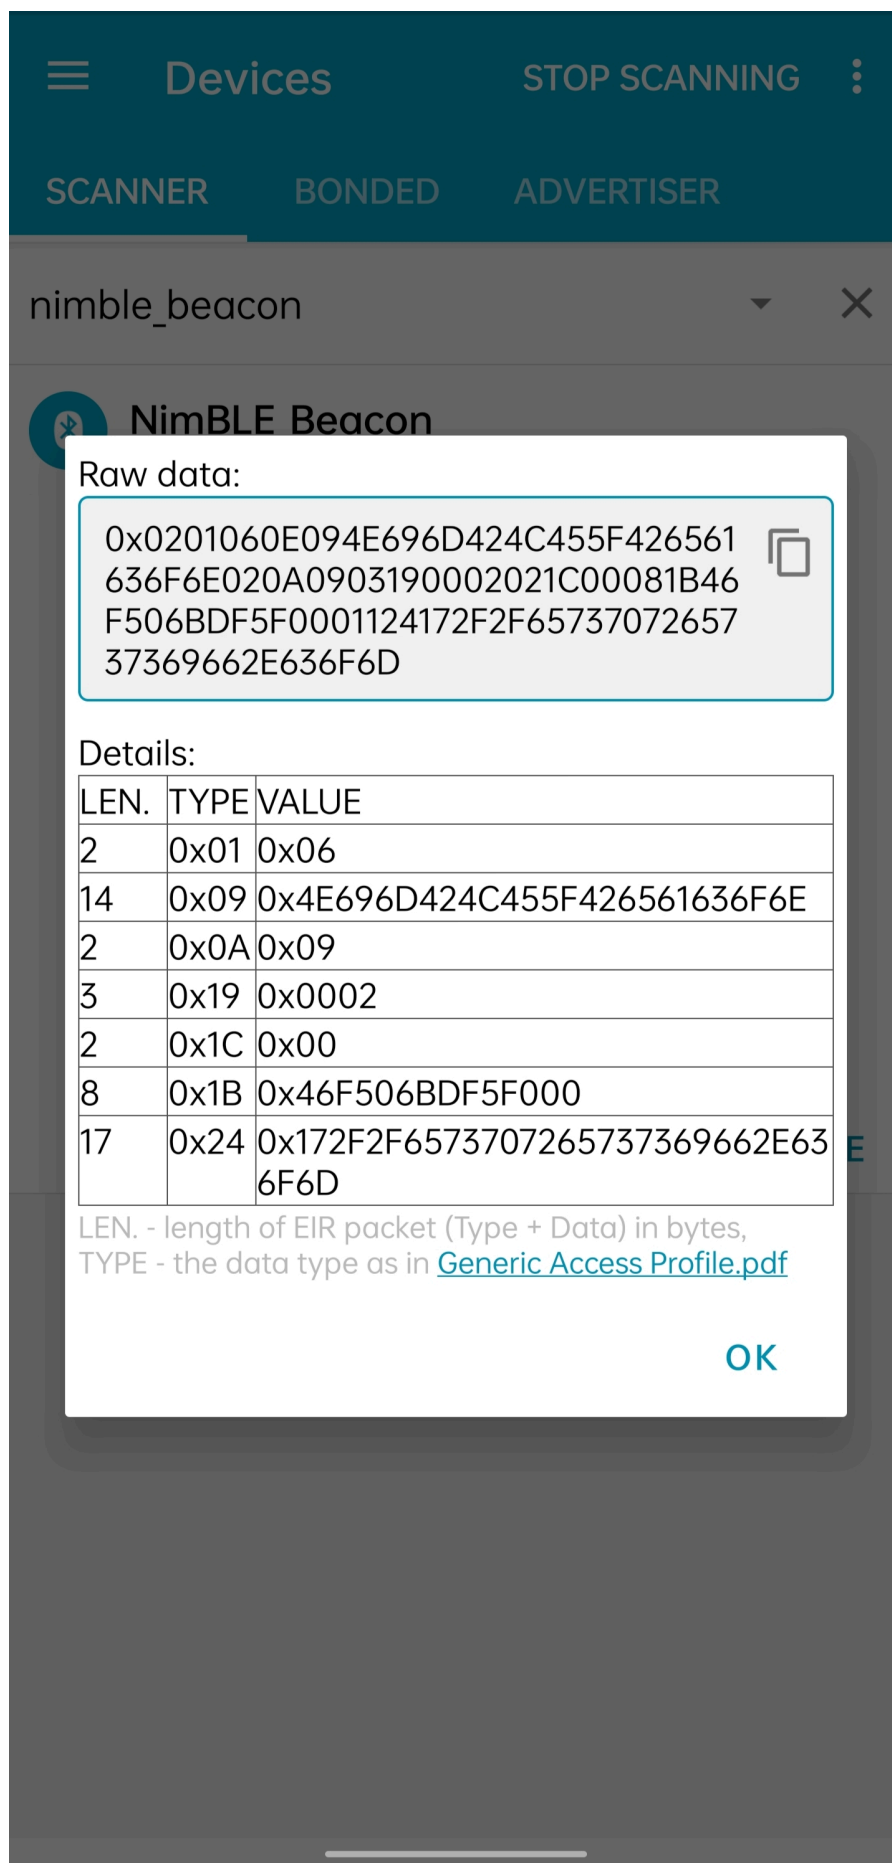 Devices STOP SCANNING
SCANNER BONDED ADVERTISER
nimble_beacon
NimBLE Beacon
Raw data:
0x0201060E094E696D424C455F426561
636F6E020A0903190002021C00081B46
F506BDF5F0001124172F2F6573707265
737369662E636F6D
Details:
LEN. TYPE VALUE
2 0x01 0x06
14 0x09 0x4E696D424C455F426561636F6E
2 0x0A 0x09
3 0x19 0x0002
2 0x1C 0x00
8 0x1B 0x46F506BDF5F000
17 0x24 0x172F2F6573707265737369662E63
6F6D
E
LEN. - length of EIR packet (Type + Data) in bytes,
TYPE - the data type as in Generic Access Profile.pdf
OK